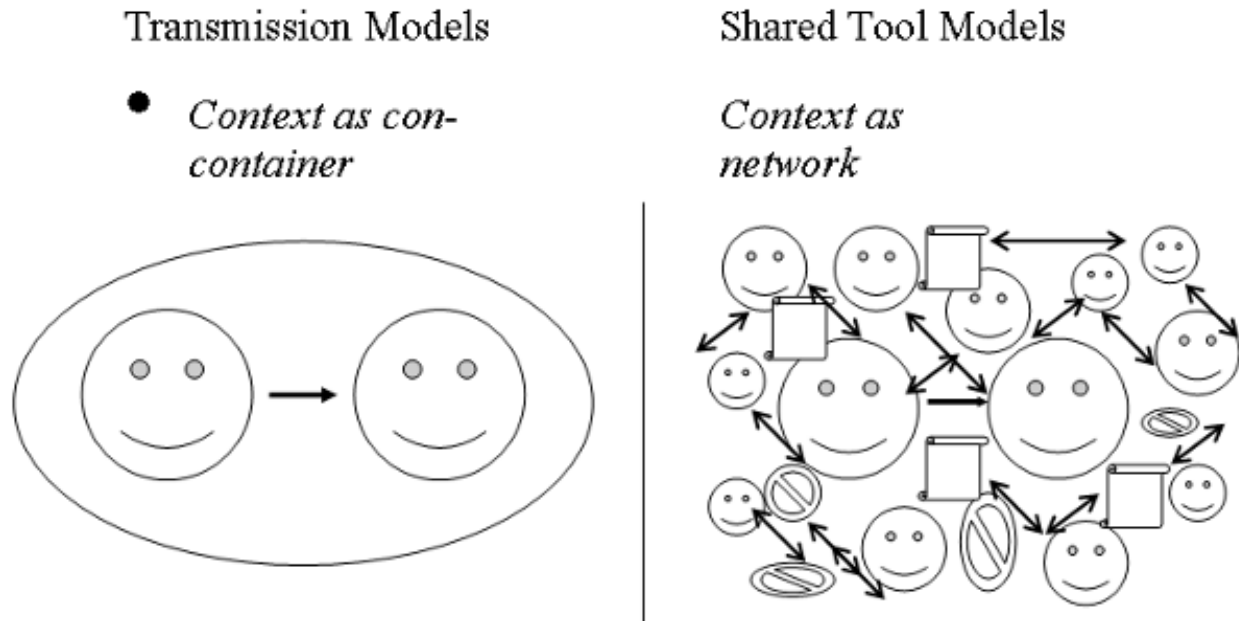 Transmission Models
Shared Tool Models
● Context as con-
container
Context as
network